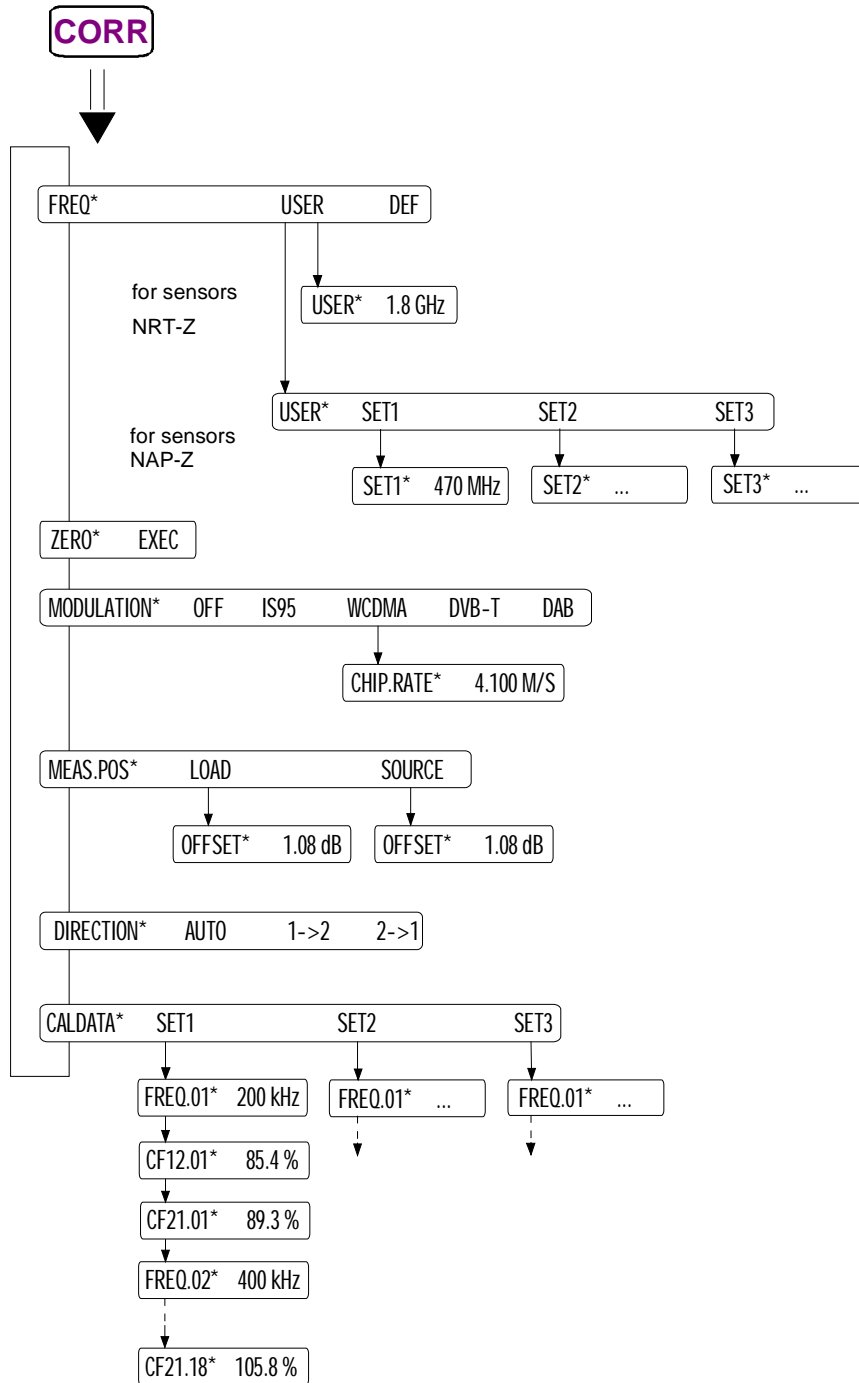 CORR
FREQ* USER DEF
for sensors
NRT-Z
USER* 1.8 GHz
USER* SET1 SET2 SET3
for sensors
NAP-Z
SET1* 470 MHz SET2* ... SET3* ...
ZERO* EXEC
MODULATION* OFF IS95 WCDMA DVB-T DAB
CHIP.RATE* 4.100 M/S
MEAS.POS* LOAD SOURCE
OFFSET* 1.08 dB OFFSET* 1.08 dB
DIRECTION* AUTO 1->2 2->1
CALDATA* SET1 SET2 SET3
FREQ.01* 200 kHz FREQ.01* ... FREQ.01* ...
CF12.01* 85.4 %
CF21.01* 89.3 %
FREQ.02* 400 kHz
CF21.18* 105.8 %